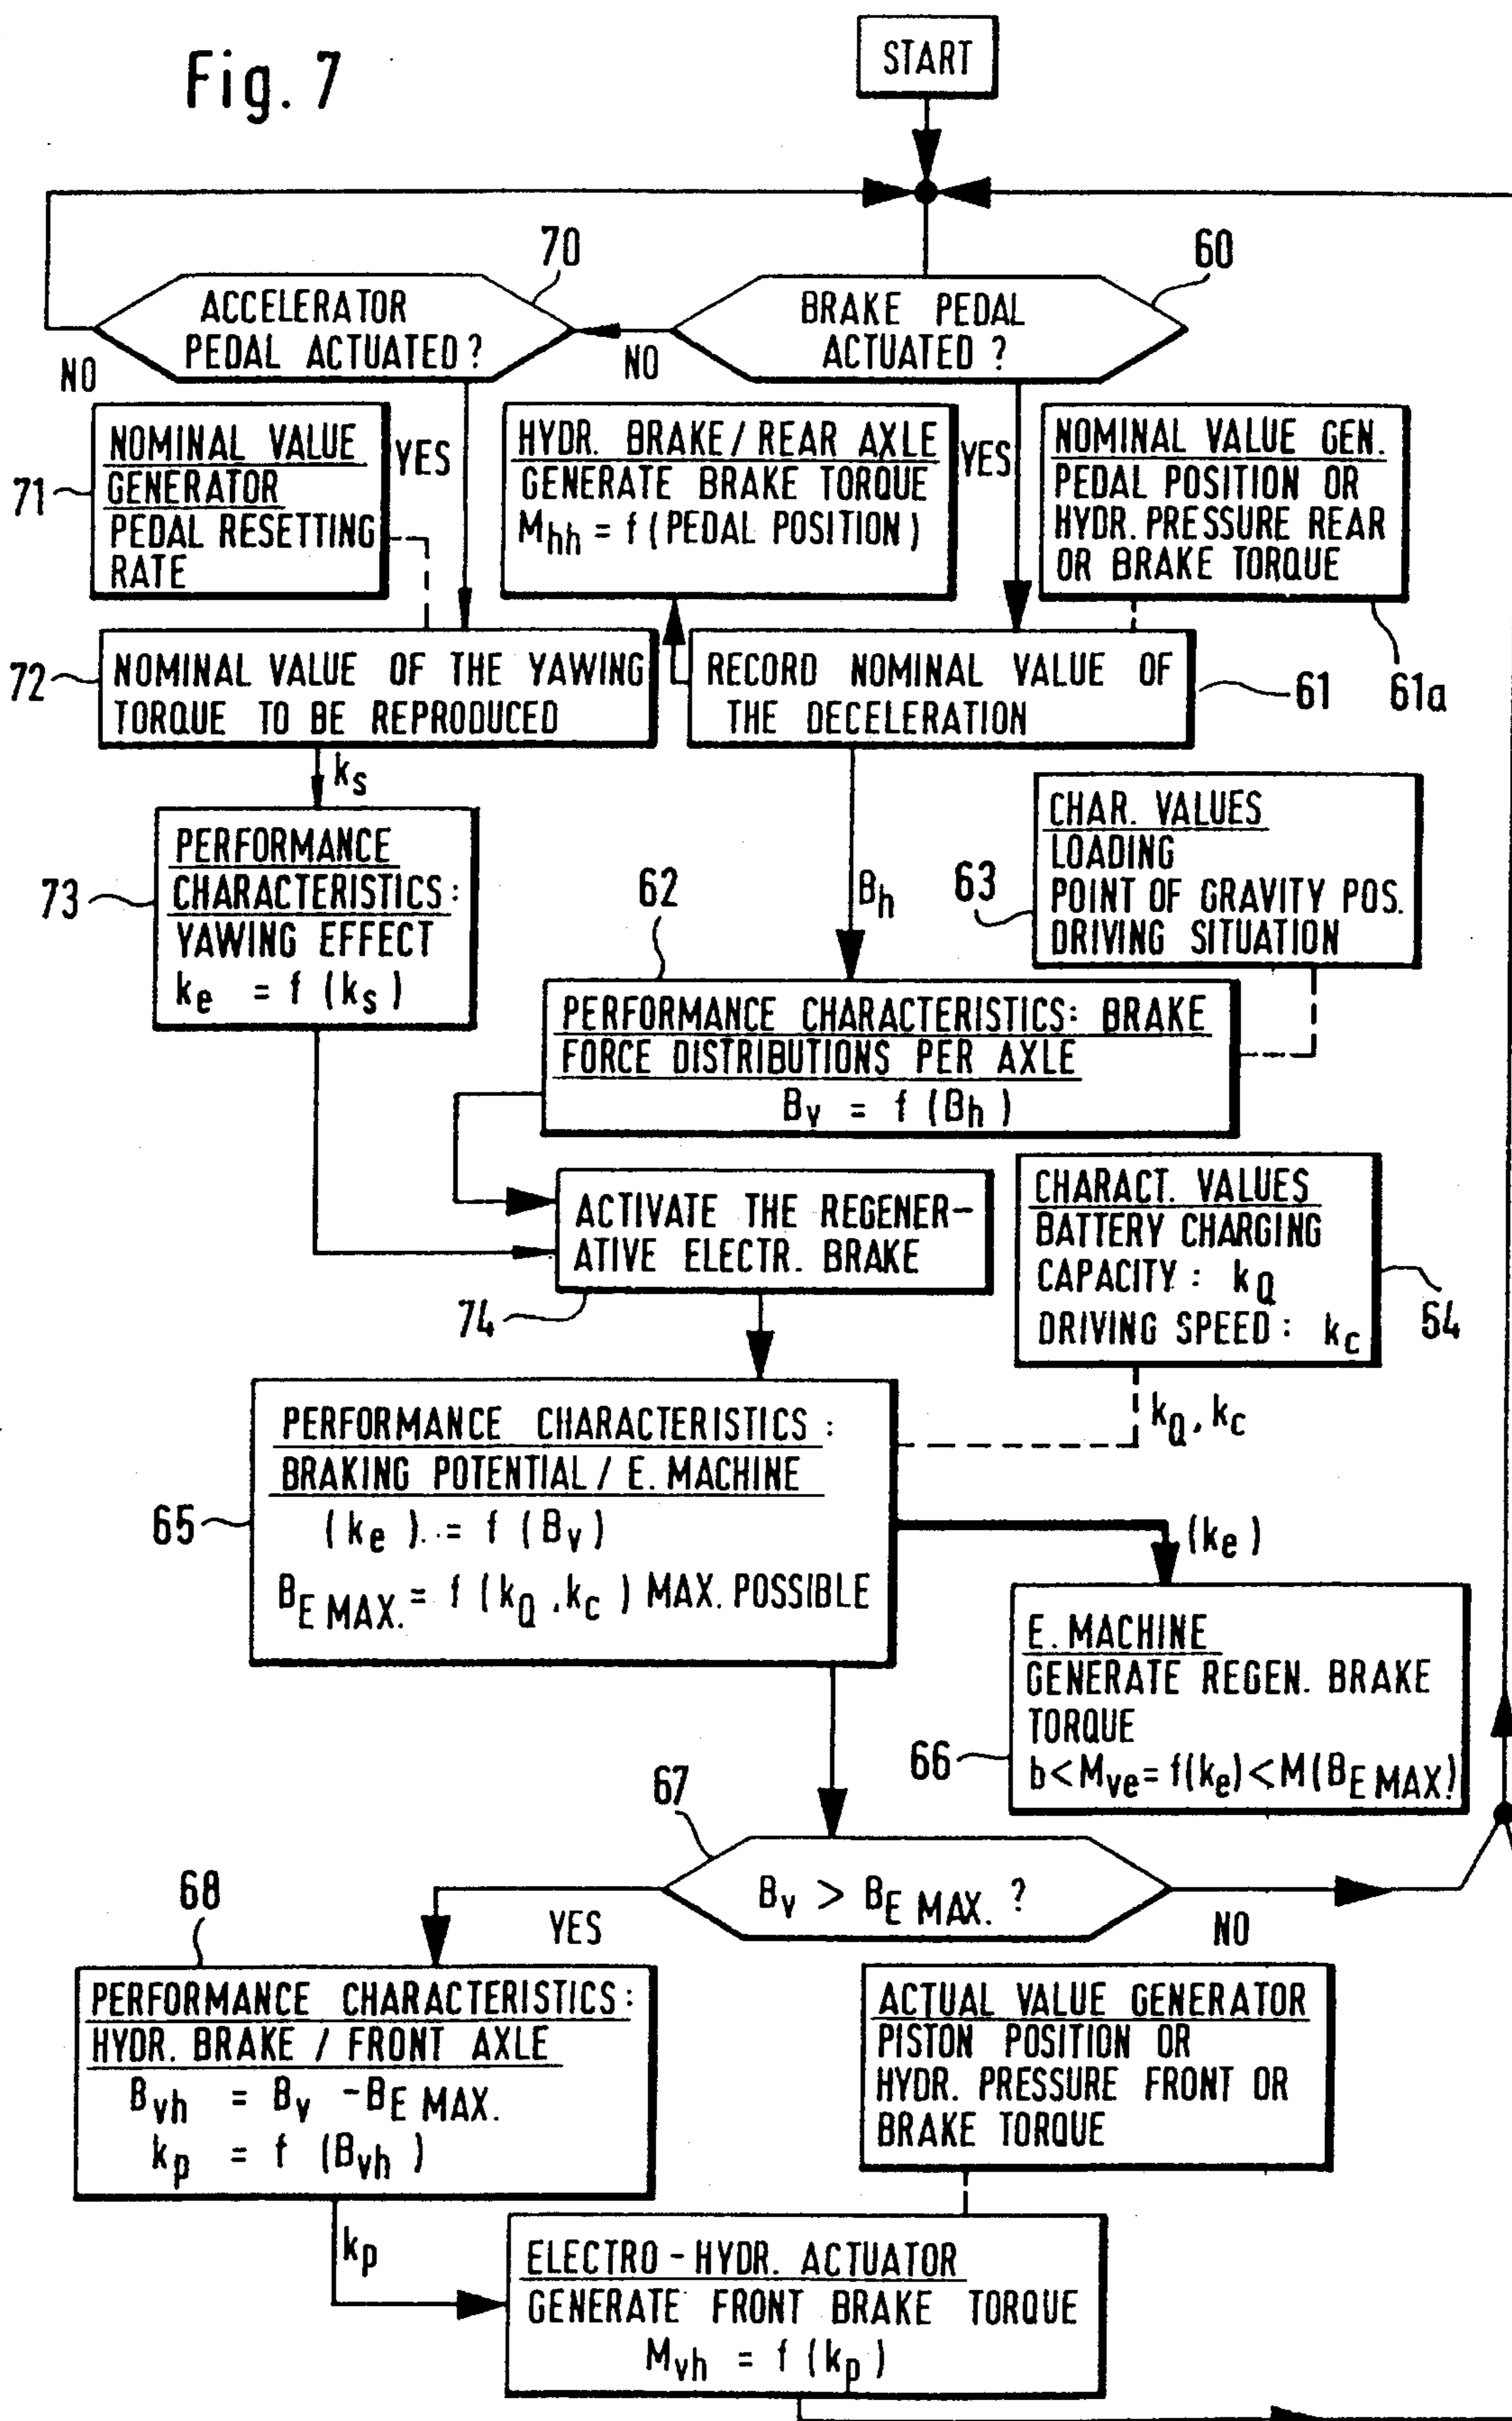 Fig. 7
START
70
60
ACCELERATOR
PEDAL ACTUATED ?
BRAKE PEDAL
ACTUATED ?
NO
NO
71
NOMINAL VALUE
GENERATOR
PEDAL RESETTING
RATE
YES
HYDR. BRAKE / REAR AXLE
GENERATE BRAKE TORQUE
Mhh = f (PEDAL POSITION)
YES
NOMINAL VALUE GEN.
PEDAL POSITION OR
HYDR. PRESSURE REAR
OR BRAKE TORQUE
61a
72
NOMINAL VALUE OF THE YAWING
TORQUE TO BE REPRODUCED
RECORD NOMINAL VALUE OF
THE DECELERATION
61
ks
73
PERFORMANCE
CHARACTERISTICS:
YAWING EFFECT
ke = f (ks)
Bh
63
CHAR. VALUES
LOADING
POINT OF GRAVITY POS.
DRIVING SITUATION
62
PERFORMANCE CHARACTERISTICS: BRAKE
FORCE DISTRIBUTIONS PER AXLE
Bv = f (Bh)
ACTIVATE THE REGENER-
ATIVE ELECTR. BRAKE
74
CHARACT. VALUES
BATTERY CHARGING
CAPACITY : kQ
DRIVING SPEED : kc
64
kQ, kc
65
PERFORMANCE CHARACTERISTICS :
BRAKING POTENTIAL / E. MACHINE
(ke) = f (Bv)
BE MAX. = f (kQ, kc) MAX. POSSIBLE
(ke)
66
E. MACHINE
GENERATE REGEN. BRAKE
TORQUE
b < Mve = f(ke) < M(BE MAX.)
67
Bv > BE MAX. ?
YES
NO
68
PERFORMANCE CHARACTERISTICS :
HYDR. BRAKE / FRONT AXLE
Bvh = Bv - BE MAX.
kp = f (Bvh)
ACTUAL VALUE GENERATOR
PISTON POSITION OR
HYDR. PRESSURE FRONT OR
BRAKE TORQUE
kp
ELECTRO - HYDR. ACTUATOR
GENERATE FRONT BRAKE TORQUE
Mvh = f (kp)